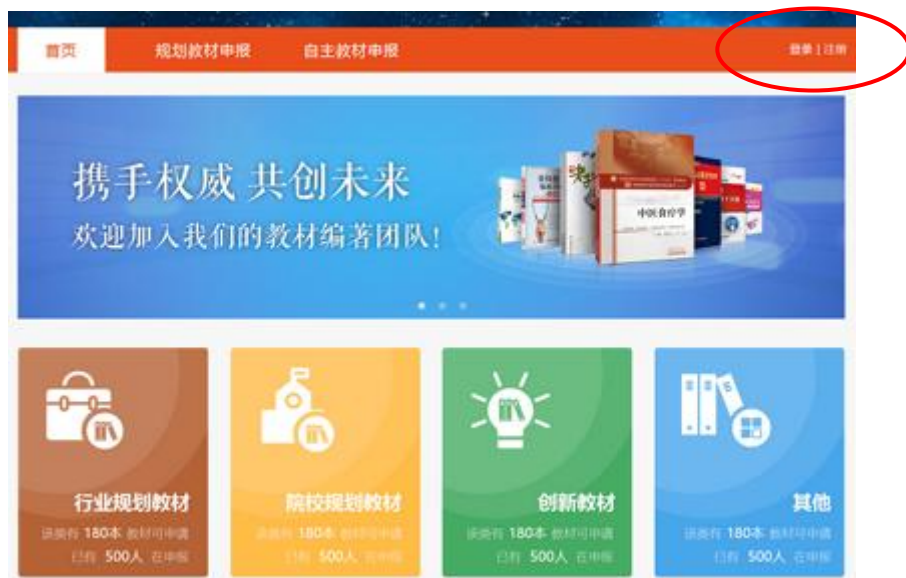 首页 规划教材申报 自主教材申报 登录 | 注册
携手权威 共创未来
欢迎加入我们的教材编著团队!
中医食疗学
行业规划教材
该类有 180本 教材可申请
已有 500人 在申报
院校规划教材
该类有 180本 教材可申请
已有 500人 在申报
创新教材
该类有 180本 教材可申请
已有 500人 在申报
其他
该类有 180本 教材可申请
已有 500人 在申报